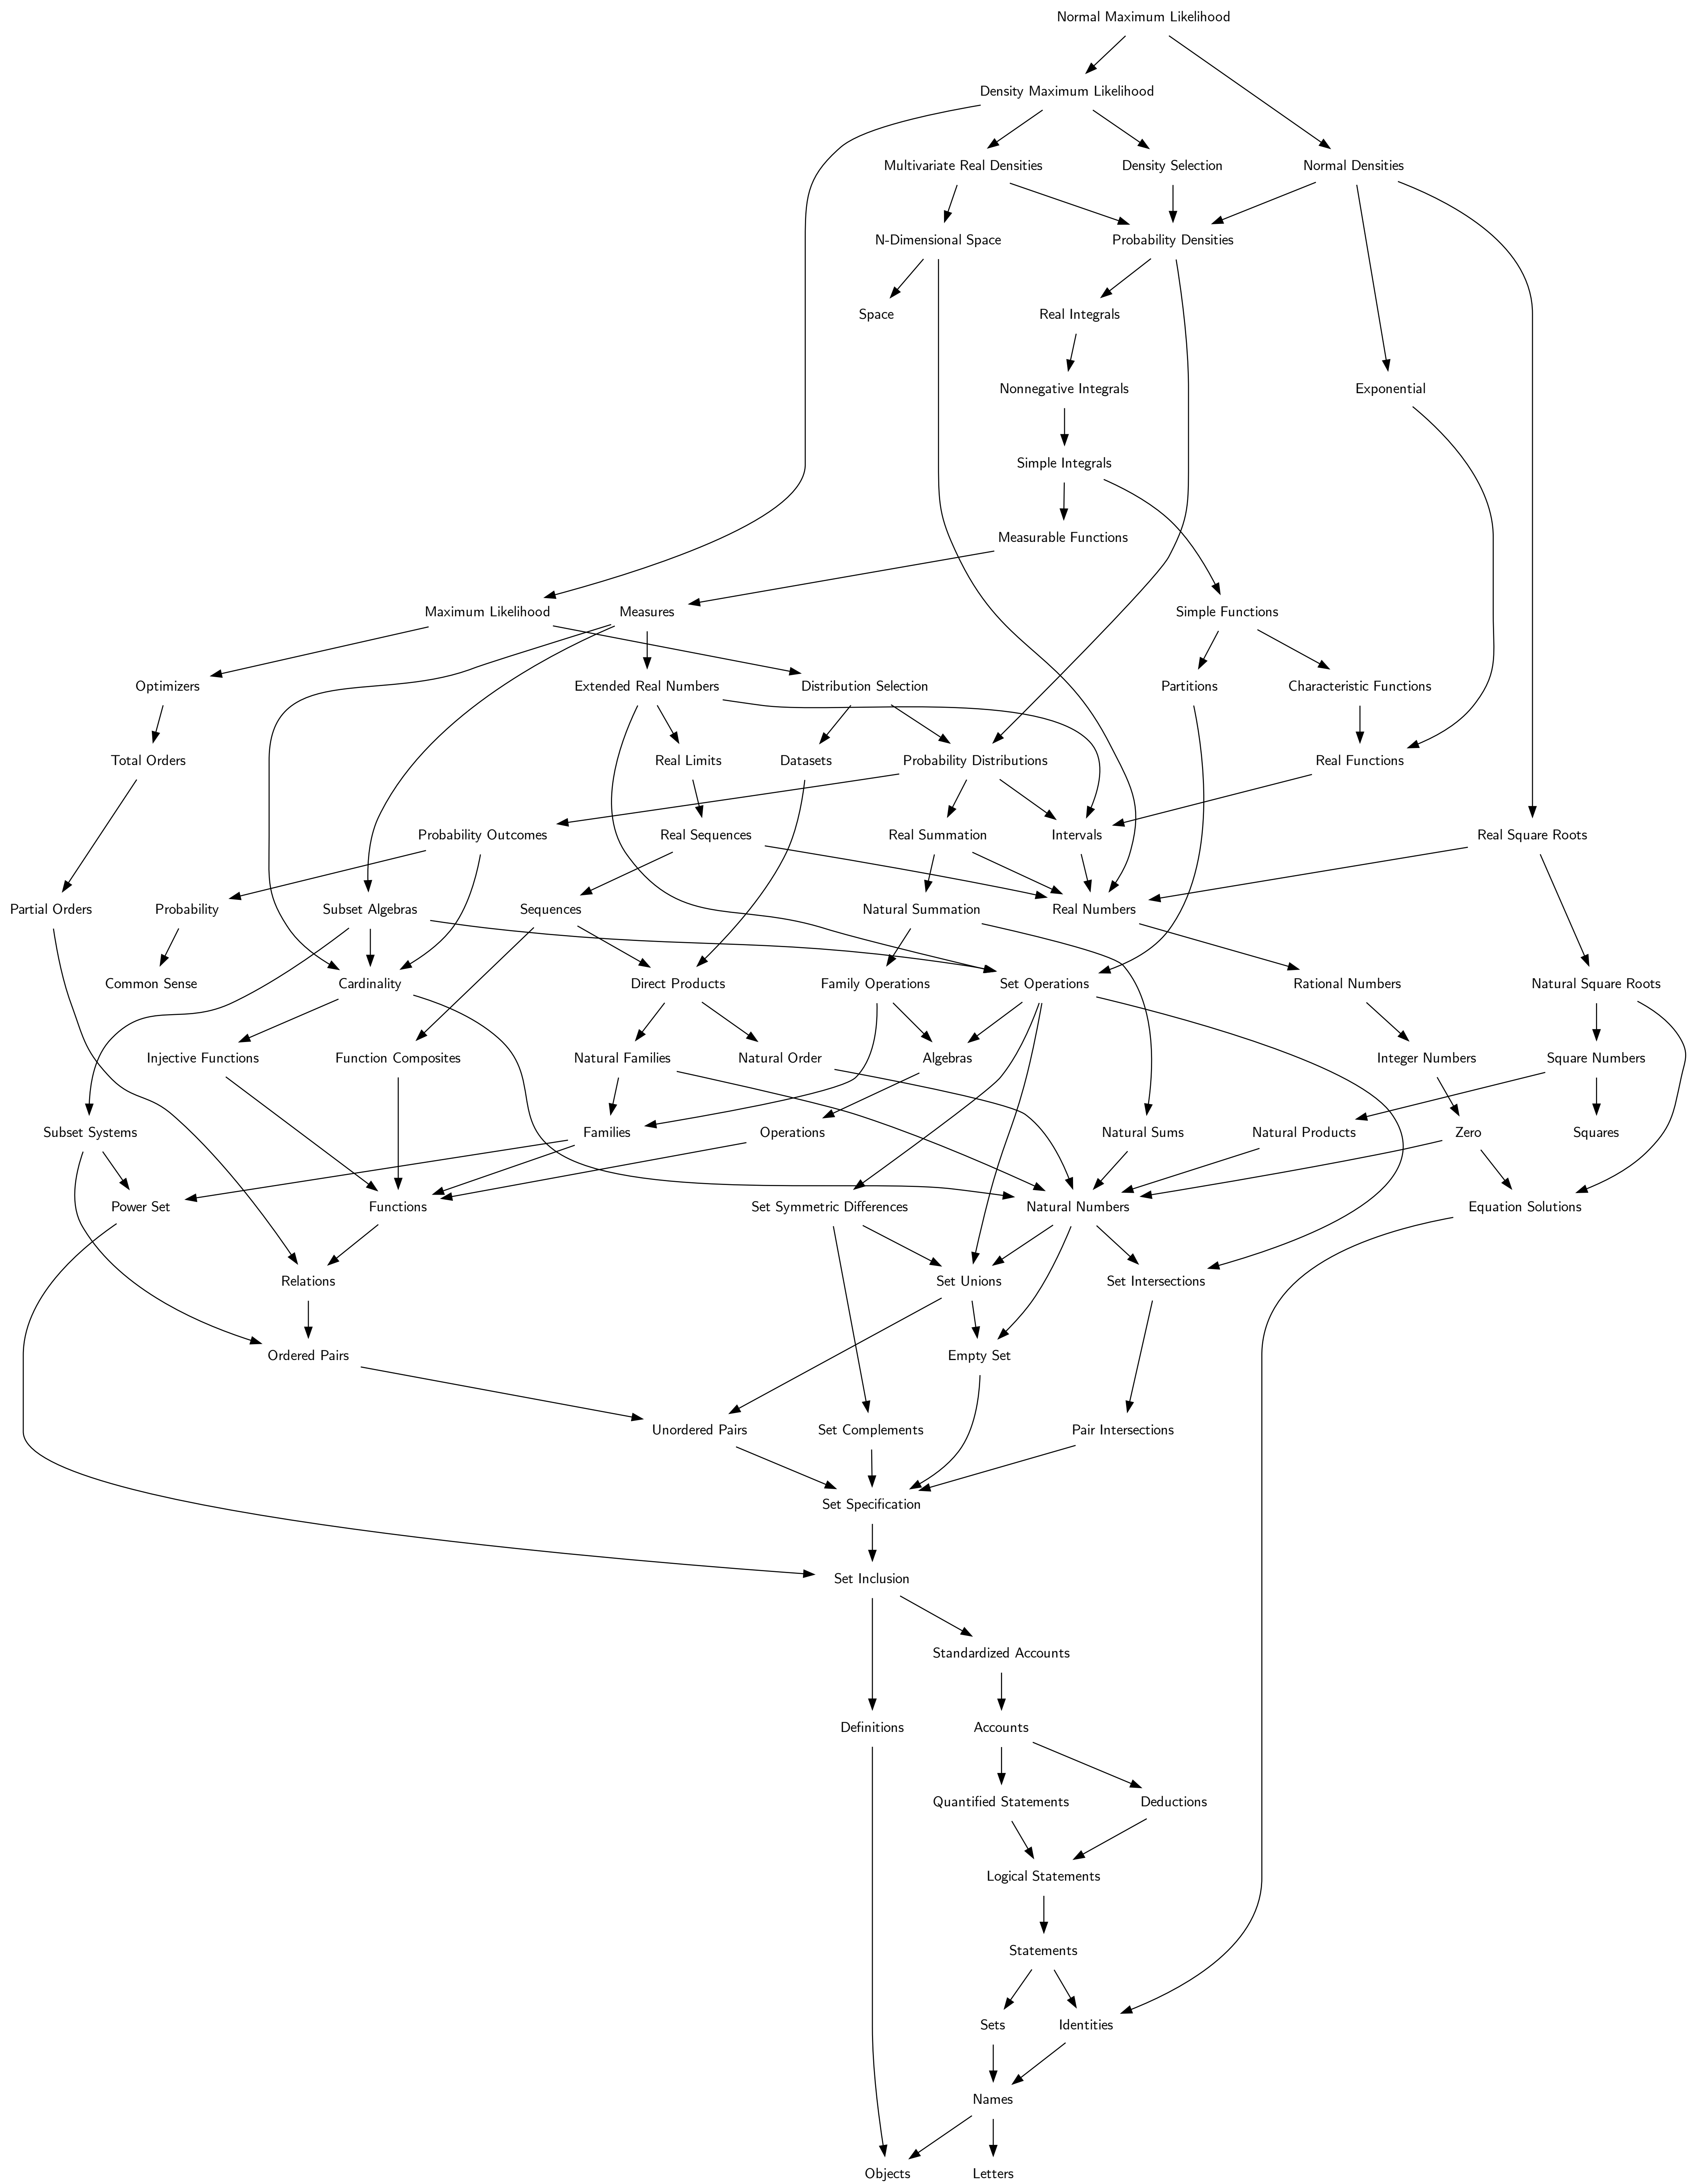 Normal Maximum Likelihood
Density Maximum Likelihood
Multivariate Real Densities
Density Selection
Normal Densities
N-Dimensional Space
Probability Densities
Space
Real Integrals
Nonnegative Integrals
Exponential
Simple Integrals
Measurable Functions
Maximum Likelihood
Measures
Simple Functions
Optimizers
Extended Real Numbers
Distribution Selection
Partitions
Characteristic Functions
Total Orders
Real Limits
Datasets
Probability Distributions
Real Functions
Probability Outcomes
Real Sequences
Real Summation
Intervals
Real Square Roots
Partial Orders
Probability
Subset Algebras
Sequences
Natural Summation
Real Numbers
Common Sense
Cardinality
Direct Products
Family Operations
Set Operations
Rational Numbers
Natural Square Roots
Injective Functions
Function Composites
Natural Families
Natural Order
Algebras
Integer Numbers
Square Numbers
Subset Systems
Families
Operations
Natural Sums
Natural Products
Zero
Squares
Power Set
Functions
Set Symmetric Differences
Natural Numbers
Equation Solutions
Relations
Set Unions
Set Intersections
Ordered Pairs
Empty Set
Unordered Pairs
Set Complements
Pair Intersections
Set Specification
Set Inclusion
Standardized Accounts
Definitions
Accounts
Quantified Statements
Deductions
Logical Statements
Statements
Sets
Identities
Names
Objects
Letters